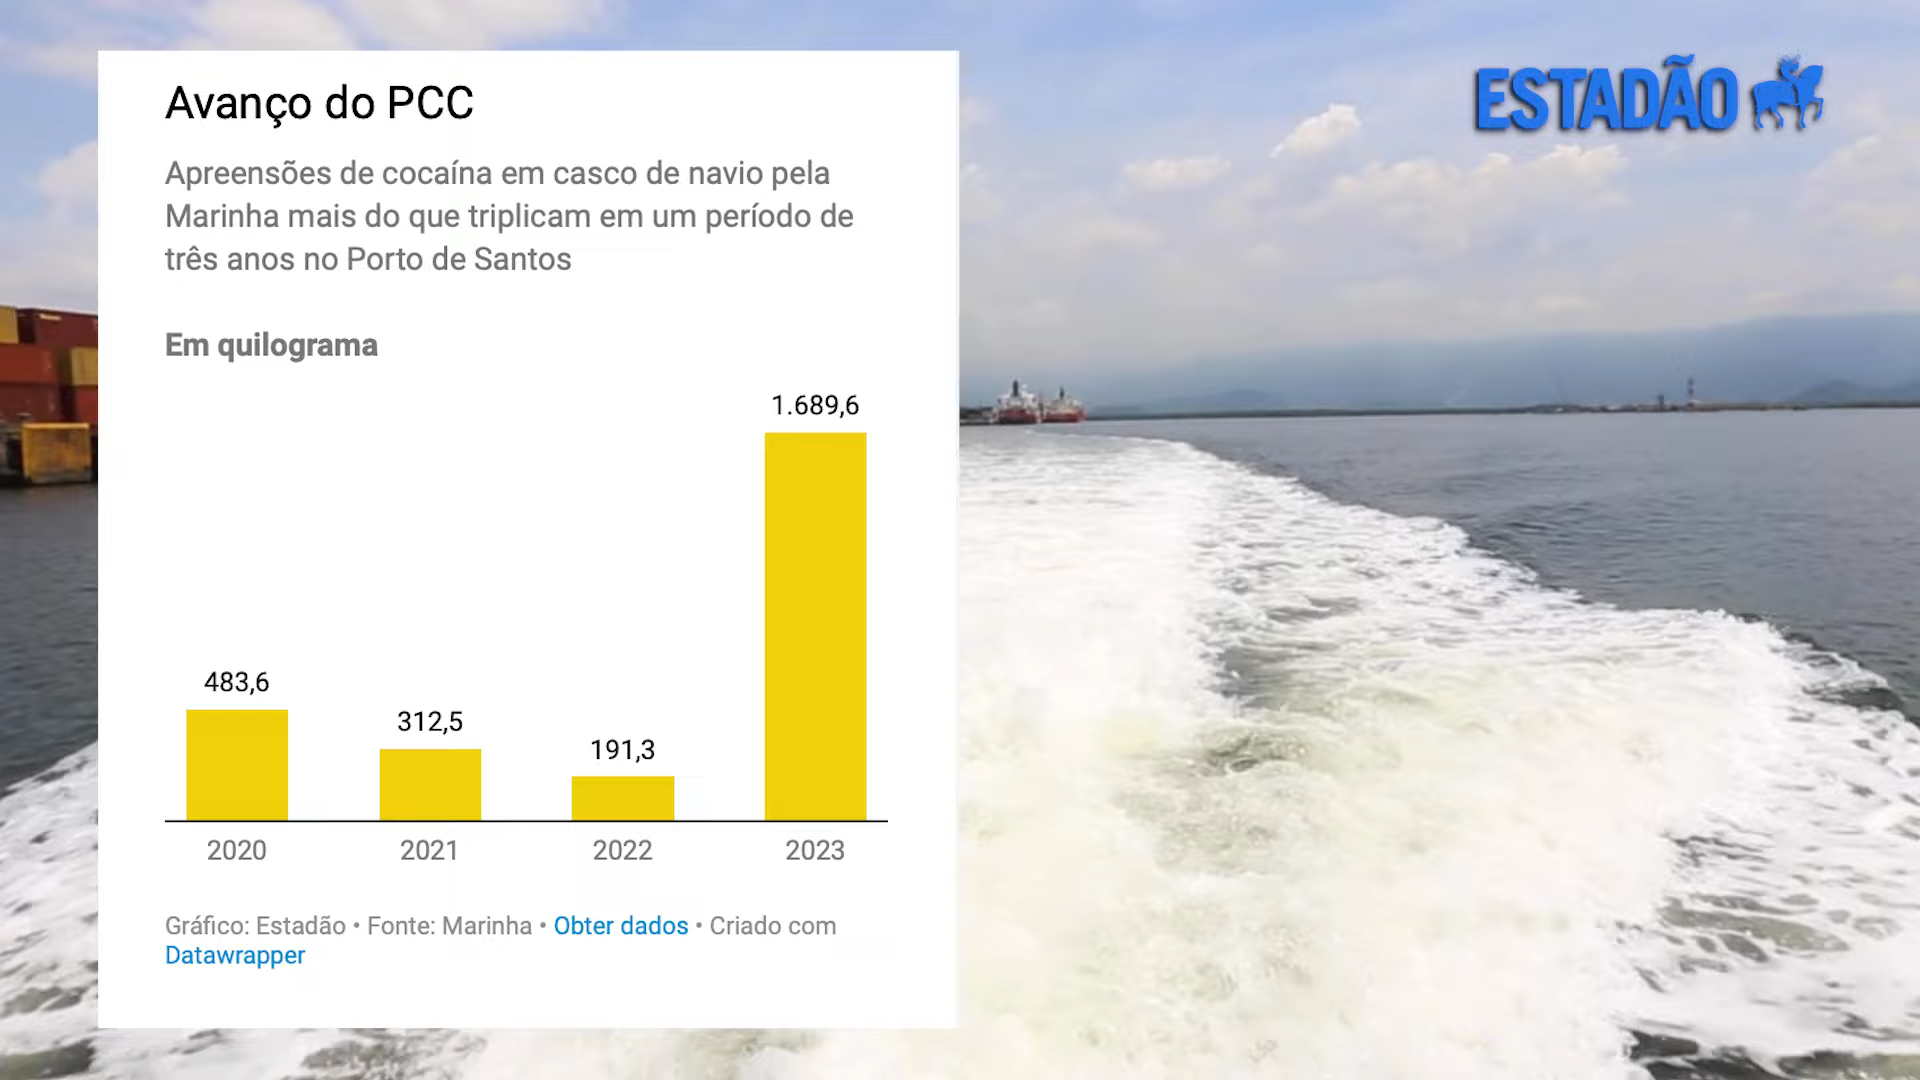 ESTADÃO
Avanço do PCC
Apreensões de cocaína em casco de navio pela
Marinha mais do que triplicam em um período de
três anos no Porto de Santos
Em quilograma
1.689,6
483,6
312,5
191,3
2020 2021 2022 2023
Gráfico: Estadão • Fonte: Marinha • Obter dados • Criado com
Datawrapper